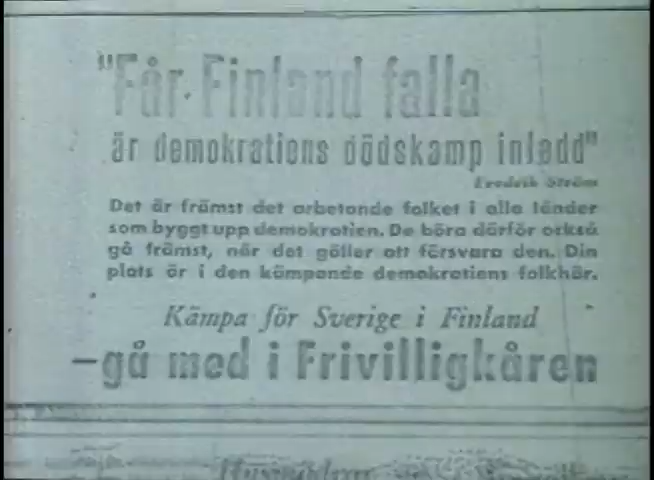 "Får Finland falla
är demokratiens dödskamp inledd"
Fredrik Ström
Det är främst det arbetande folket i alla länder
som byggt upp demokratien. De böra därför också
gå främst, när det gäller att försvara den. Din
plats är i den kämpande demokratiens folkhär.
Kämpa för Sverige i Finland
–gå med i Frivilligkåren